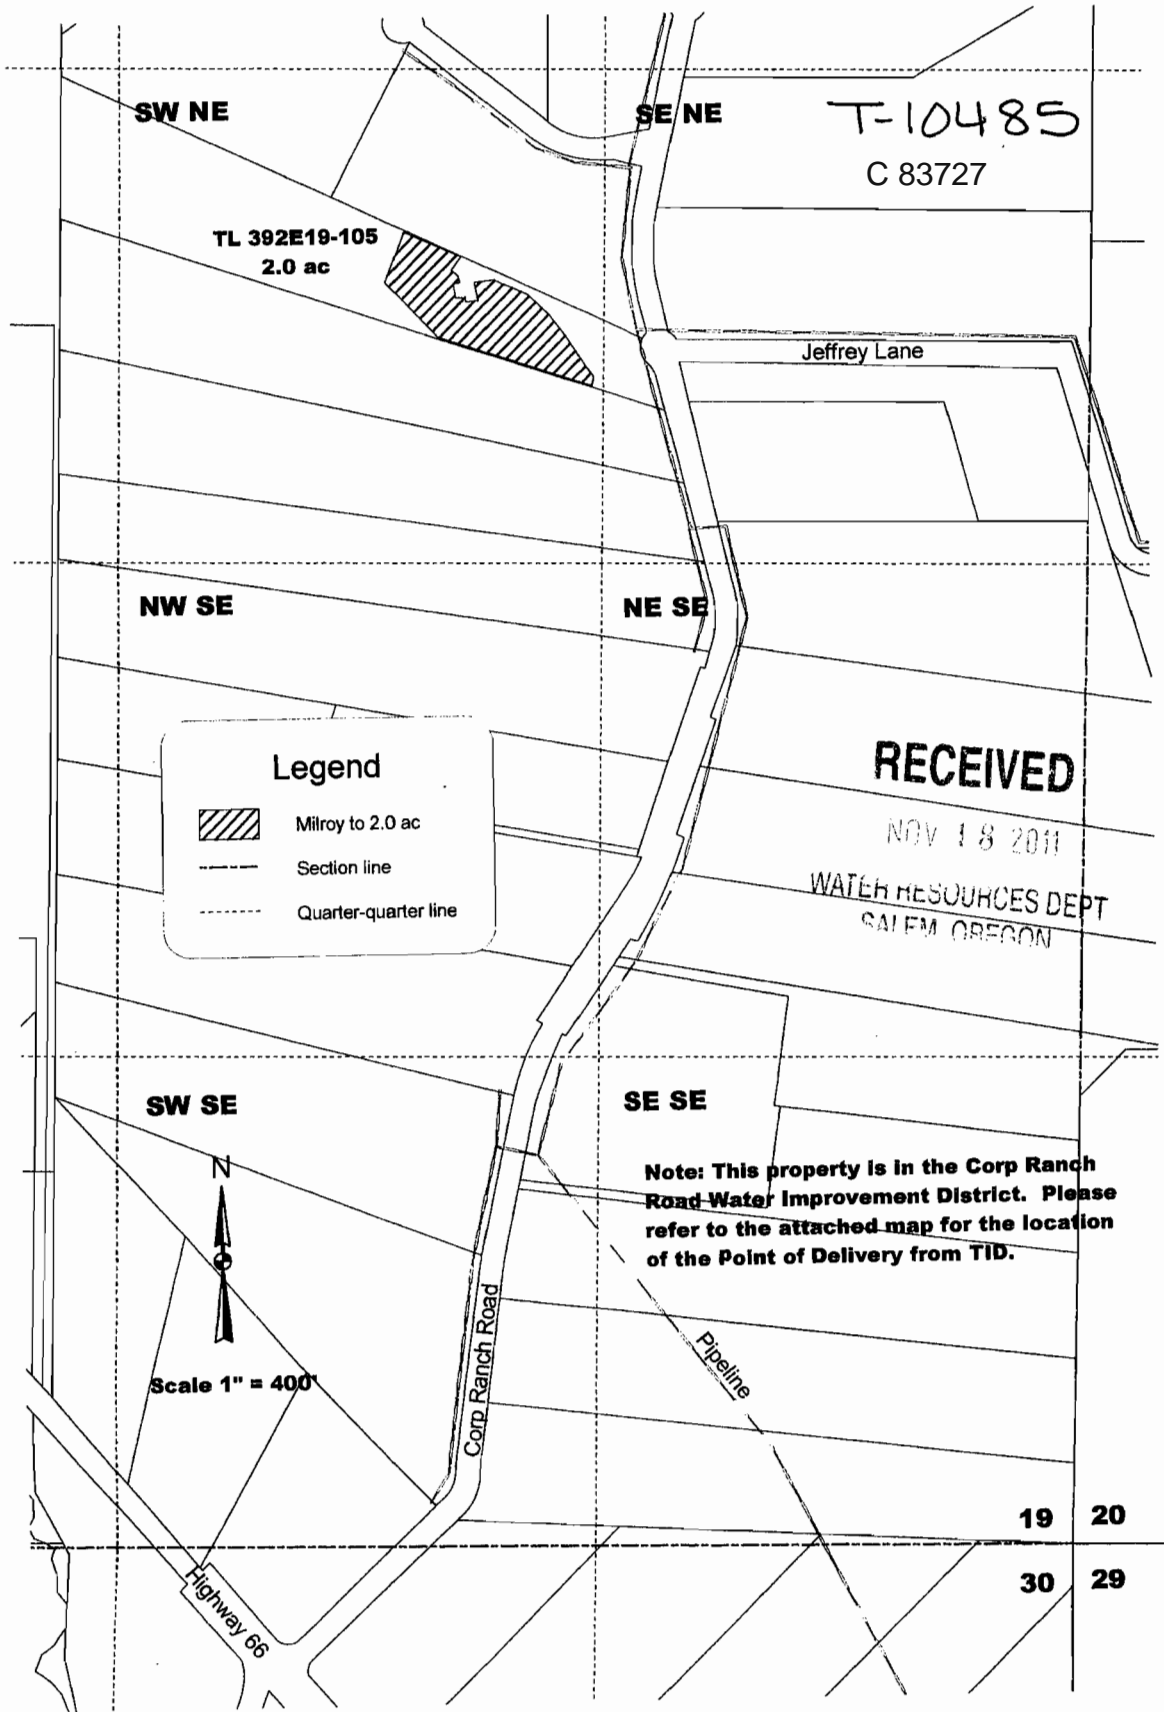 SW NE
SE NE
T-10485
C 83727
TL 392E19-105
2.0 ac
Jeffrey Lane
NW SE
NE SE
Legend
Milroy to 2.0 ac
Section line
Quarter-quarter line
RECEIVED
NOV 18 2011
WATER RESOURCES DEPT
SALEM, OREGON
SW SE
SE SE
N
Note: This property is in the Corp Ranch
Road Water Improvement District. Please
refer to the attached map for the location
of the Point of Delivery from TID.
Scale 1" = 400'
Corp Ranch Road
Pipeline
19
20
30
29
Highway 66